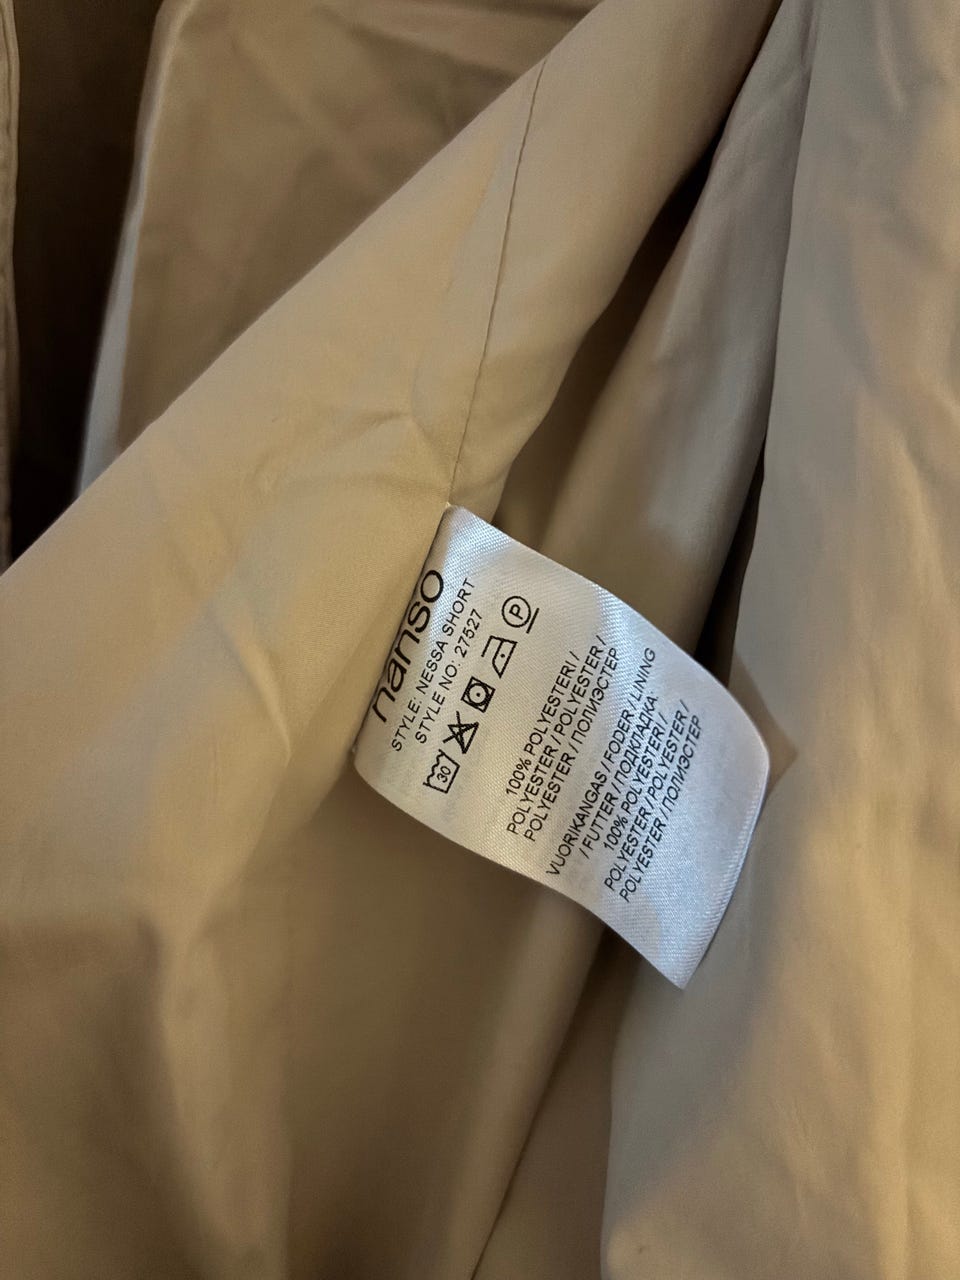 nanso
STYLE: NESSA SHORT
STYLE NO: 27527
30 P
100% POLYESTERI /
POLYESTER / POLYESTER /
POLYESTER / ПОЛИЭСТЕР
VUORIKANGAS / FODER / LINING
/ FUTTER / ПОДКЛАДКА:
100% POLYESTERI /
POLYESTER / POLYESTER /
POLYESTER / ПОЛИЭСТЕР